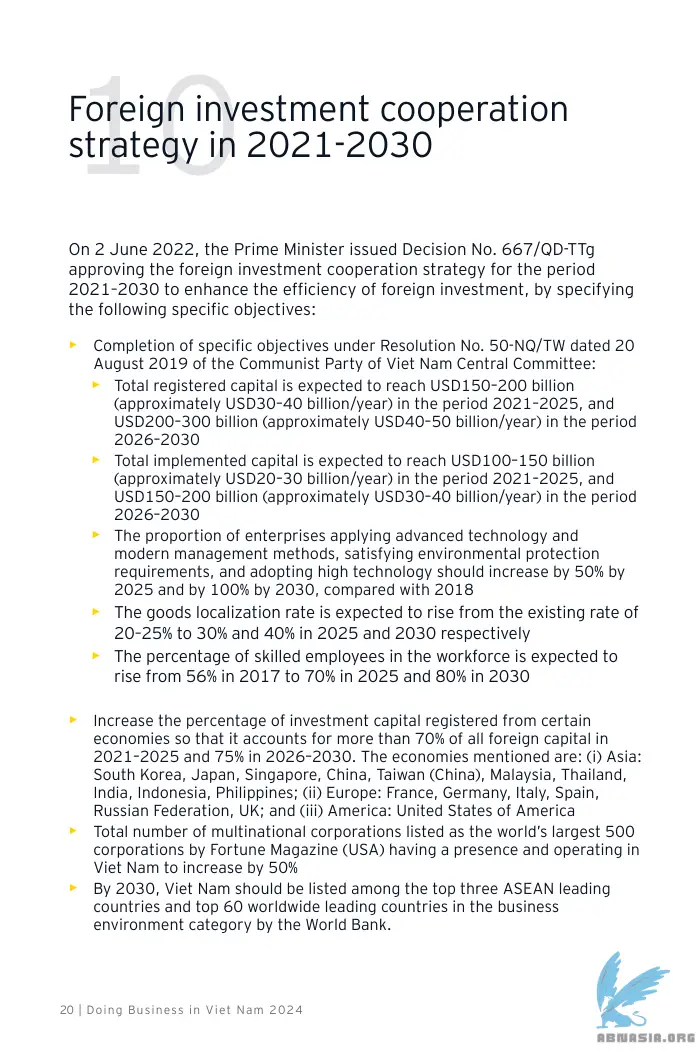 10
Foreign investment cooperation
strategy in 2021-2030
On 2 June 2022, the Prime Minister issued Decision No. 667/QD-TTg
approving the foreign investment cooperation strategy for the period
2021–2030 to enhance the efficiency of foreign investment, by specifying
the following specific objectives:
► Completion of specific objectives under Resolution No. 50-NQ/TW dated 20
August 2019 of the Communist Party of Viet Nam Central Committee:
► Total registered capital is expected to reach USD150–200 billion
(approximately USD30–40 billion/year) in the period 2021–2025, and
USD200–300 billion (approximately USD40–50 billion/year) in the period
2026–2030
► Total implemented capital is expected to reach USD100–150 billion
(approximately USD20–30 billion/year) in the period 2021–2025, and
USD150–200 billion (approximately USD30–40 billion/year) in the period
2026–2030
► The proportion of enterprises applying advanced technology and
modern management methods, satisfying environmental protection
requirements, and adopting high technology should increase by 50% by
2025 and by 100% by 2030, compared with 2018
► The goods localization rate is expected to rise from the existing rate of
20–25% to 30% and 40% in 2025 and 2030 respectively
► The percentage of skilled employees in the workforce is expected to
rise from 56% in 2017 to 70% in 2025 and 80% in 2030
► Increase the percentage of investment capital registered from certain
economies so that it accounts for more than 70% of all foreign capital in
2021–2025 and 75% in 2026–2030. The economies mentioned are: (i) Asia:
South Korea, Japan, Singapore, China, Taiwan (China), Malaysia, Thailand,
India, Indonesia, Philippines; (ii) Europe: France, Germany, Italy, Spain,
Russian Federation, UK; and (iii) America: United States of America
► Total number of multinational corporations listed as the world’s largest 500
corporations by Fortune Magazine (USA) having a presence and operating in
Viet Nam to increase by 50%
► By 2030, Viet Nam should be listed among the top three ASEAN leading
countries and top 60 worldwide leading countries in the business
environment category by the World Bank.
20 | Doing Business in Viet Nam 2024
ABNASIA.ORG